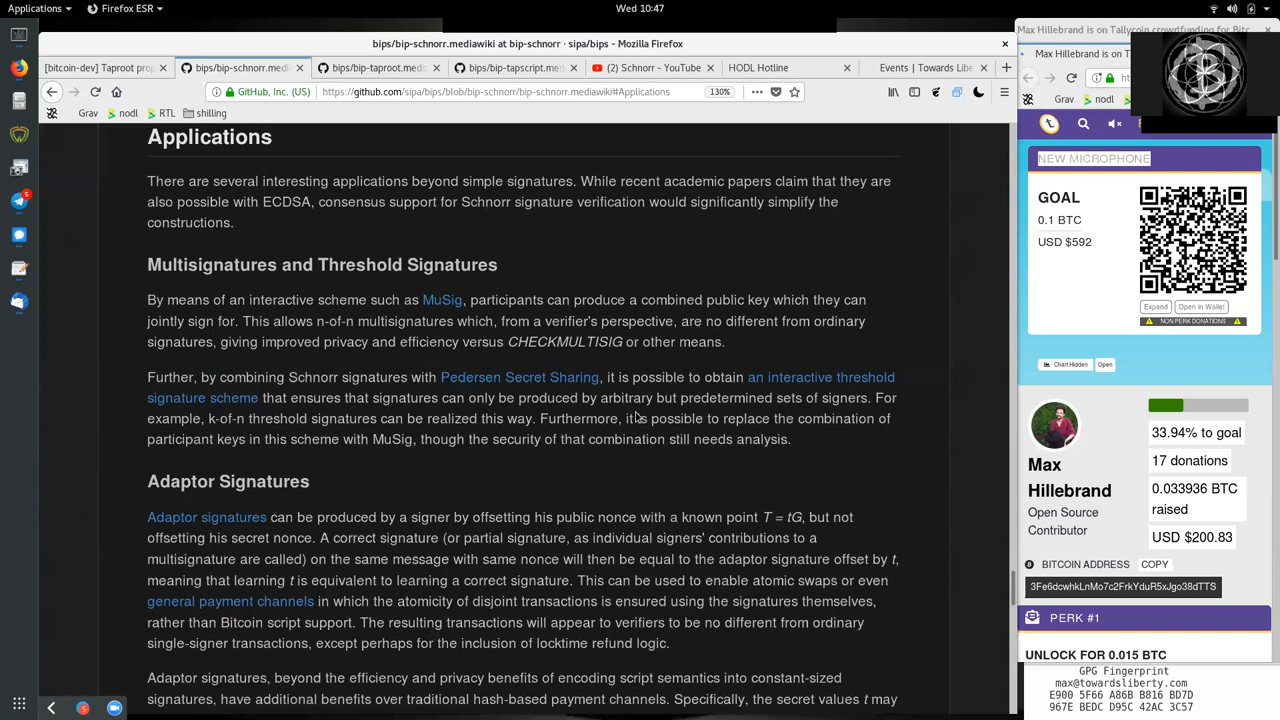 Applications
Firefox ESR
Wed 10:47
bips/bip-schnorr.mediawiki at bip-schnorr · sipa/bips - Mozilla Firefox
[bitcoin-dev] Taproot pro
bips/bip-schnorr.media
bips/bip-taproot.media
bips/bip-tapscript.med
(2) Schnorr - YouTube
HODL Hotline
Events | Towards Libe
GitHub, Inc. (US)
https://github.com/sipa/bips/blob/bip-schnorr/bip-schnorr.mediawiki#Applications
130%
Grav
nodl
RTL
shilling
Applications
There are several interesting applications beyond simple signatures. While recent academic papers claim that they are
also possible with ECDSA, consensus support for Schnorr signature verification would significantly simplify the
constructions.
Multisignatures and Threshold Signatures
By means of an interactive scheme such as MuSig, participants can produce a combined public key which they can
jointly sign for. This allows n-of-n multisignatures which, from a verifier's perspective, are no different from ordinary
signatures, giving improved privacy and efficiency versus CHECKMULTISIG or other means.
Further, by combining Schnorr signatures with Pedersen Secret Sharing, it is possible to obtain an interactive threshold
signature scheme that ensures that signatures can only be produced by arbitrary but predetermined sets of signers. For
example, k-of-n threshold signatures can be realized this way. Furthermore, it is possible to replace the combination of
participant keys in this scheme with MuSig, though the security of that combination still needs analysis.
Adaptor Signatures
Adaptor signatures can be produced by a signer by offsetting his public nonce with a known point T = tG, but not
offsetting his secret nonce. A correct signature (or partial signature, as individual signers' contributions to a
multisignature are called) on the same message with same nonce will then be equal to the adaptor signature offset by t,
meaning that learning t is equivalent to learning a correct signature. This can be used to enable atomic swaps or even
general payment channels in which the atomicity of disjoint transactions is ensured using the signatures themselves,
rather than Bitcoin script support. The resulting transactions will appear to verifiers to be no different from ordinary
single-signer transactions, except perhaps for the inclusion of locktime refund logic.
Adaptor signatures, beyond the efficiency and privacy benefits of encoding script semantics into constant-sized
signatures, have additional benefits over traditional hash-based payment channels. Specifically, the secret values t may
Max Hillebrand is on Tallycoin crowdfunding for Bitc
Max Hillebrand is on T
Grav
nodl
NEW MICROPHONE
GOAL
0.1 BTC
USD $592
Expand
Open in Wallet
NON PERK DONATIONS
Chart Hidden
Open
Max
Hillebrand
Open Source
Contributor
33.94% to goal
17 donations
0.033936 BTC
raised
USD $200.83
BITCOIN ADDRESS
COPY
3Fe6dcwhkLnMo7c2FrkYduR5xJgo38dTTS
PERK #1
UNLOCK FOR 0.015 BTC
GPG Fingerprint
max@towardsliberty.com
E900 5F66 A86B B816 BD7D
967E BEDC D95C 42AC 3C57